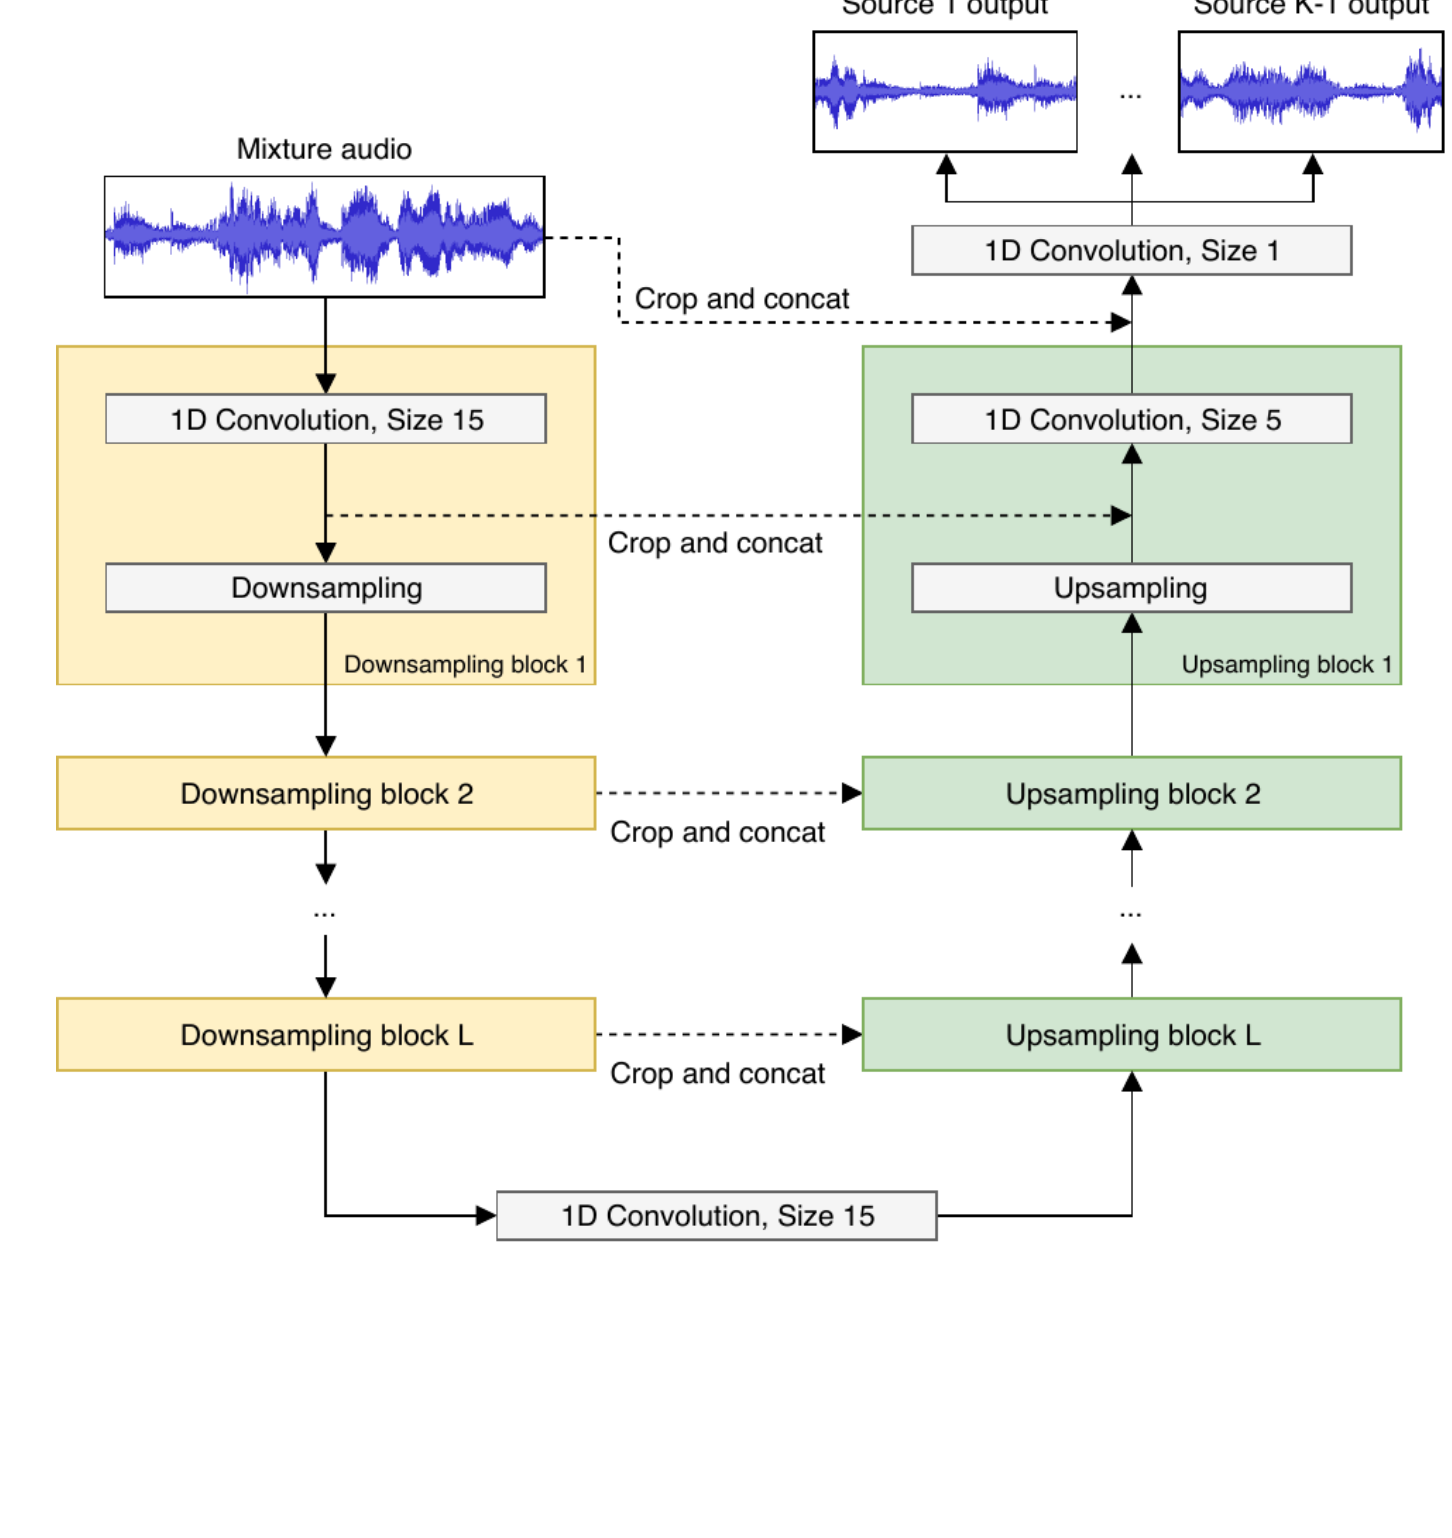 Source 1 output
Source K-1 output
...
Mixture audio
1D Convolution, Size 1
Crop and concat
1D Convolution, Size 15
1D Convolution, Size 5
Crop and concat
Downsampling
Upsampling
Downsampling block 1
Upsampling block 1
Downsampling block 2
Upsampling block 2
Crop and concat
...
...
Downsampling block L
Upsampling block L
Crop and concat
1D Convolution, Size 15